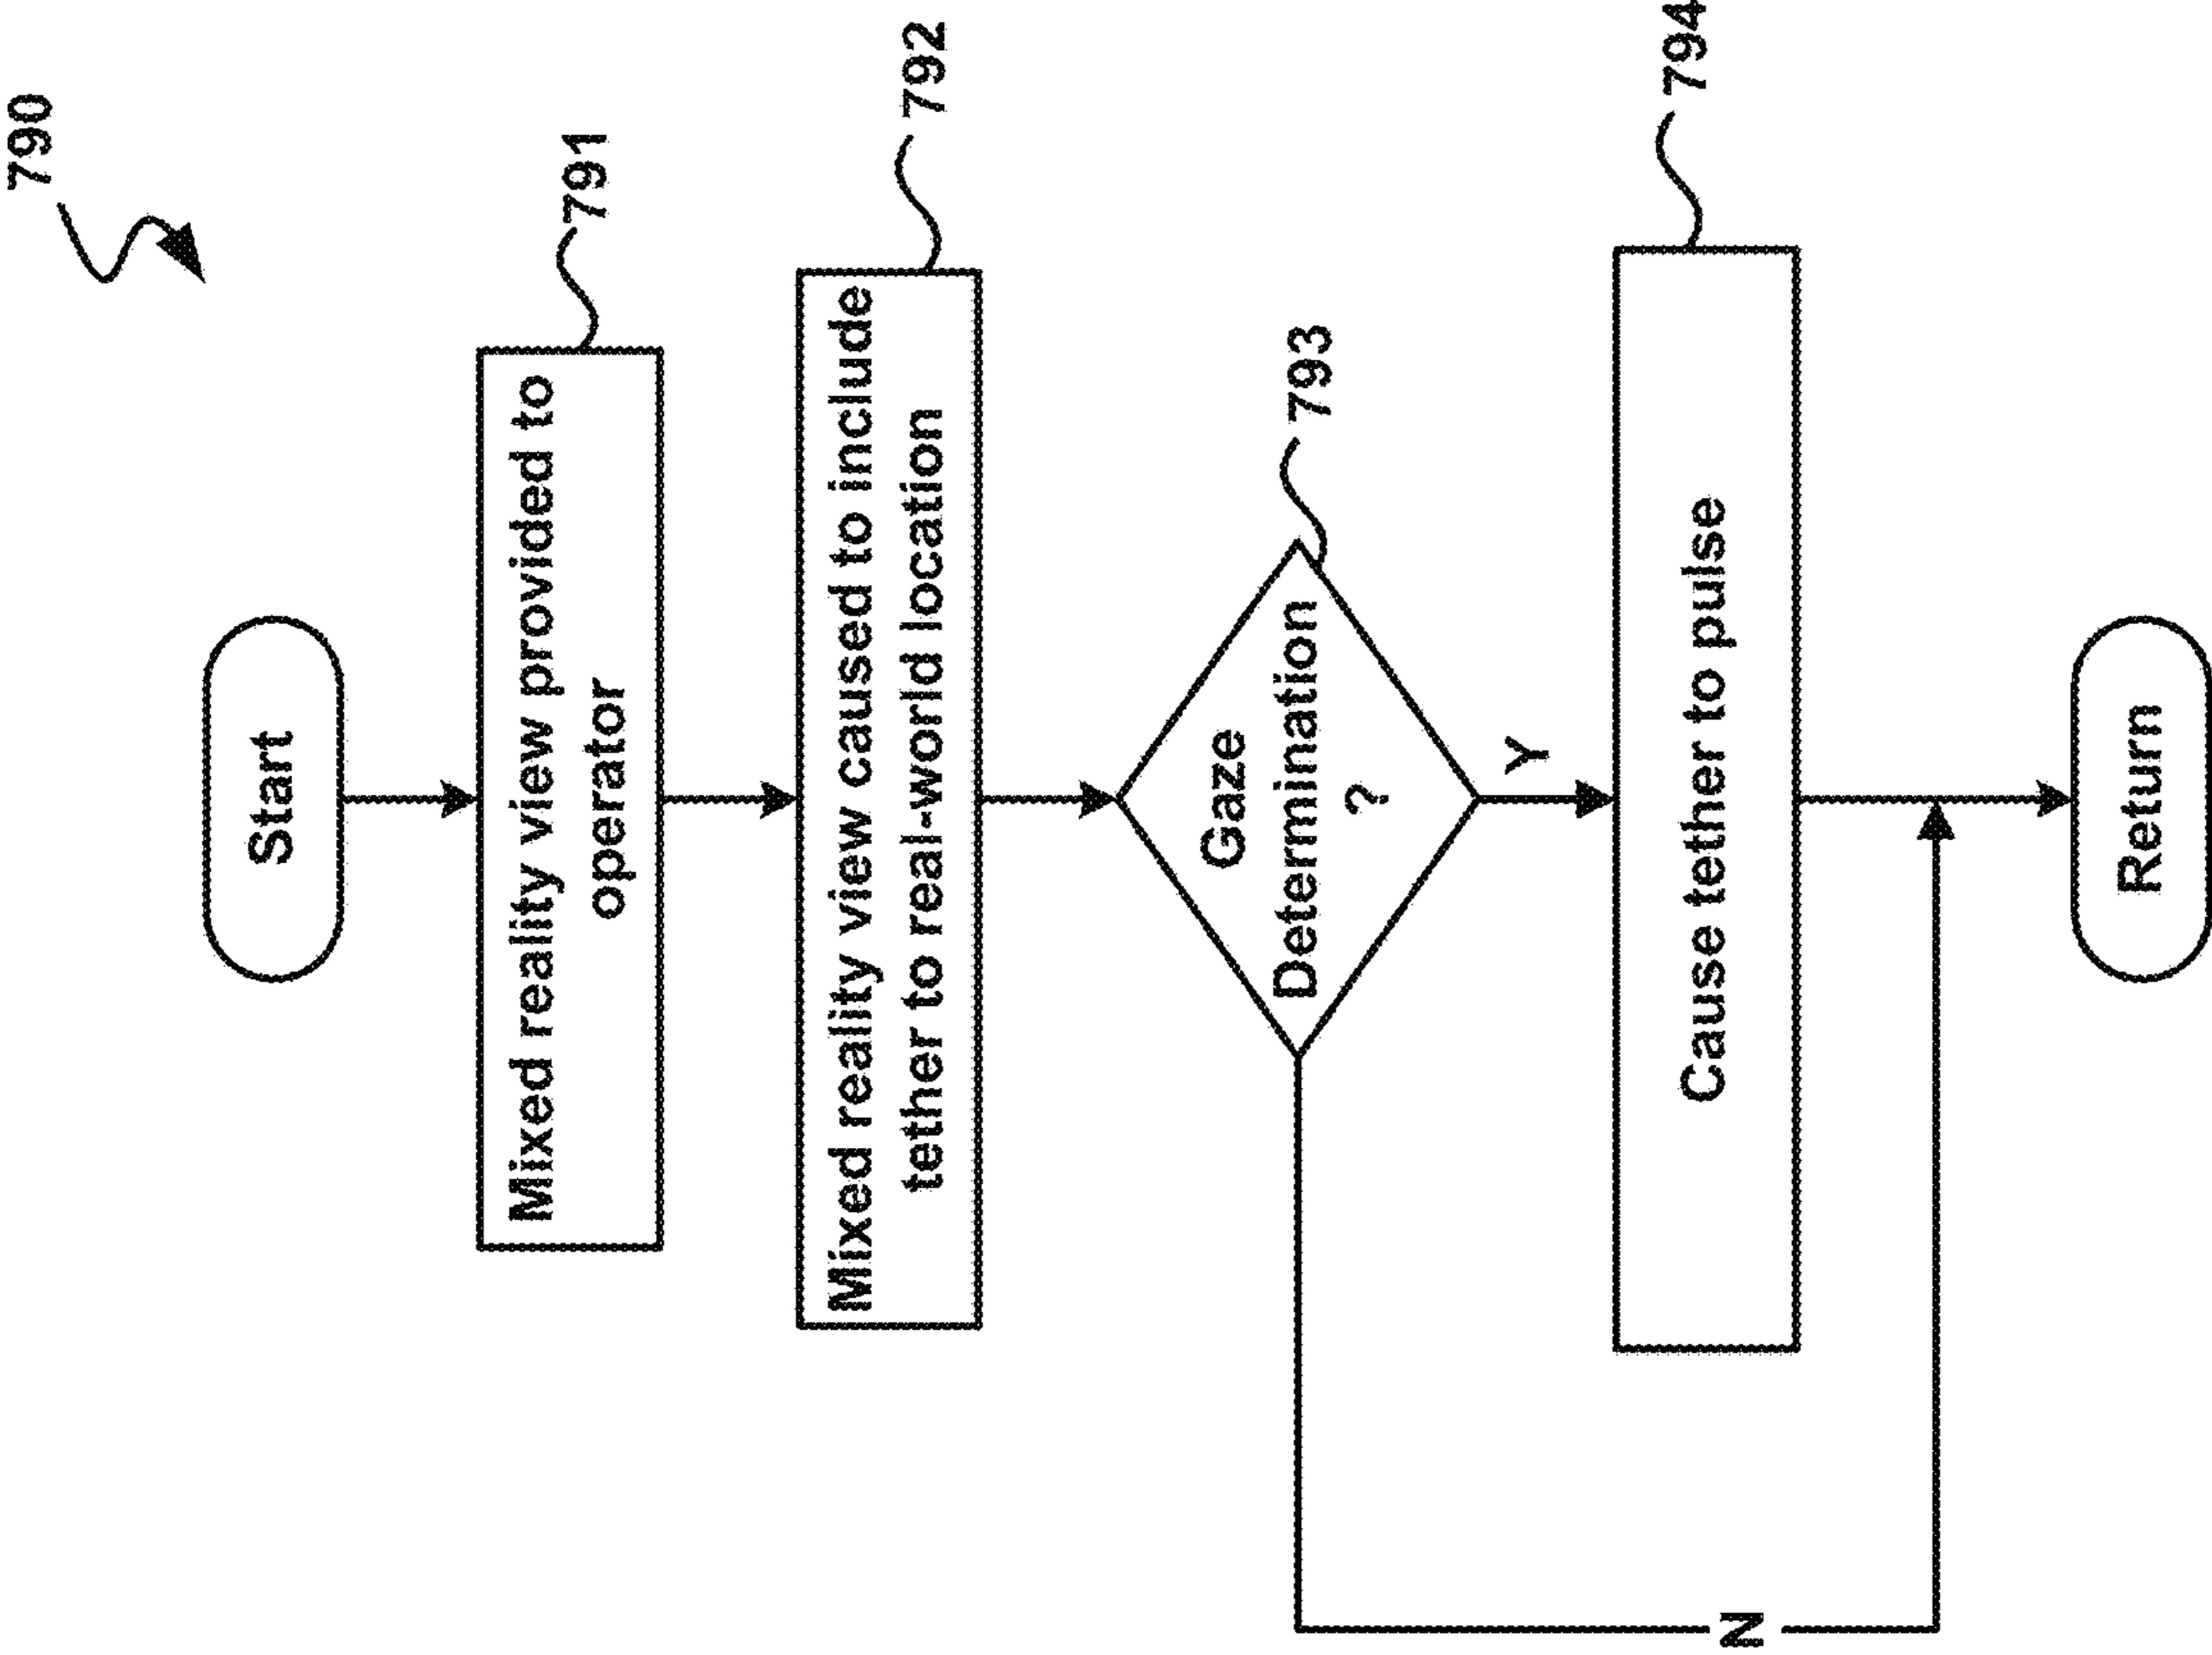 790
Start
Mixed reality view provided to
operator
791
Mixed reality view caused to include
tether to real-world location
792
Gaze
Determination
?
793
Y
N
Cause tether to pulse
794
Return